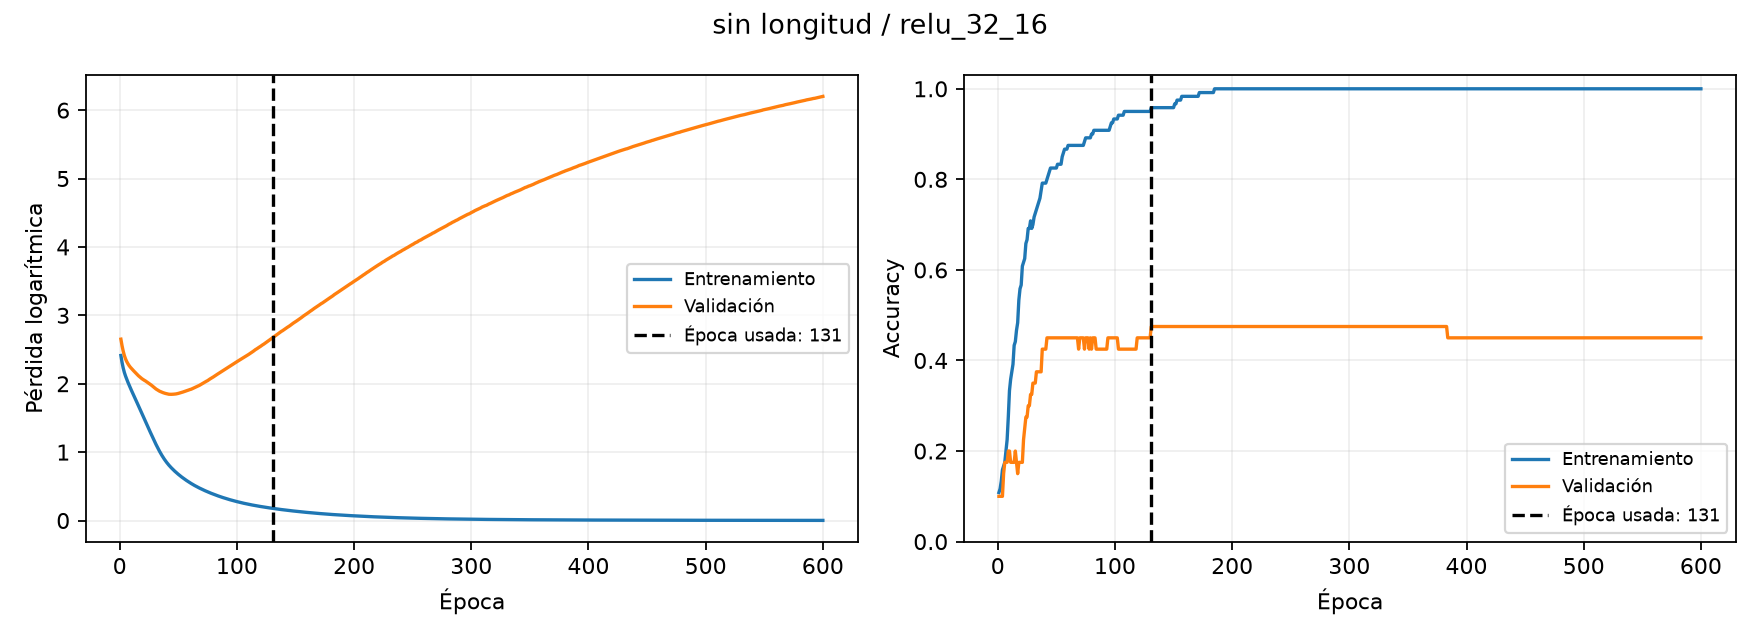 sin longitud / relu_32_16
Pérdida logarítmica
6
5
4
3
2
1
0
0 100 200 300 400 500 600
Época
Entrenamiento
Validación
Época usada: 131
Accuracy
1.0
0.8
0.6
0.4
0.2
0.0
0 100 200 300 400 500 600
Época
Entrenamiento
Validación
Época usada: 131